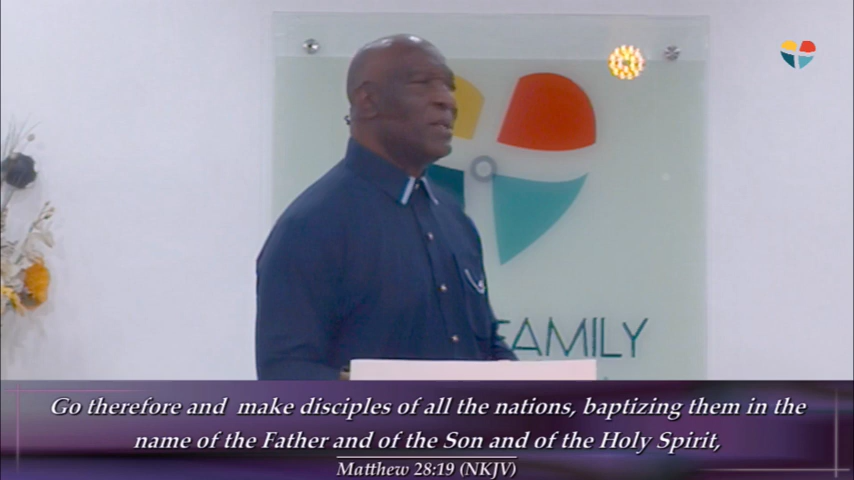 FAMILY
Go therefore and make disciples of all the nations, baptizing them in the
name of the Father and of the Son and of the Holy Spirit,
Matthew 28:19 (NKJV)